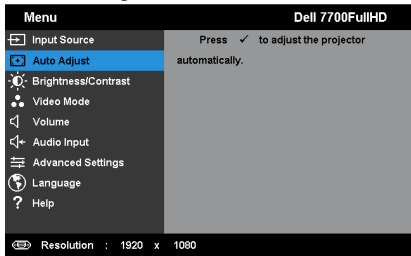 Menu
Dell 7700FullHD
Input Source
Auto Adjust
Brightness/Contrast
Video Mode
Volume
Audio Input
Advanced Settings
Language
? Help
Press ✓ to adjust the projector
automatically.
Resolution : 1920 x 1080